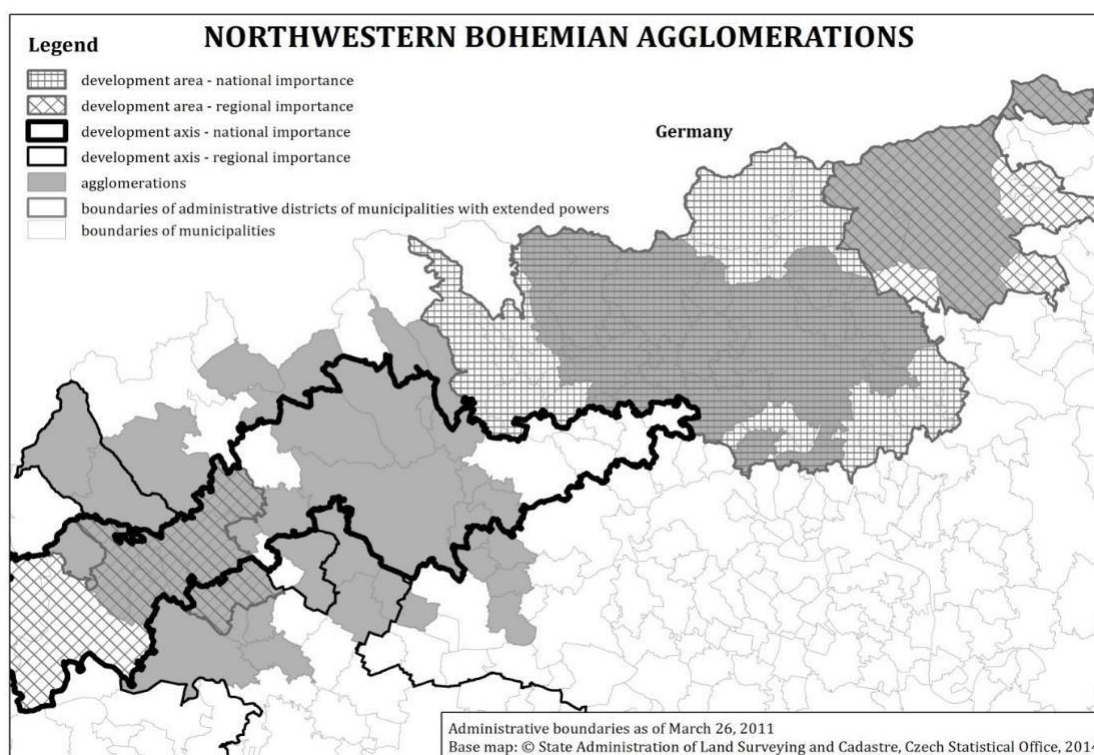 NORTHWESTERN BOHEMIAN AGGLOMERATIONS
Legend
development area - national importance
development area - regional importance
development axis - national importance
development axis - regional importance
agglomerations
boundaries of administrative districts of municipalities with extended powers
boundaries of municipalities
Germany
Administrative boundaries as of March 26, 2011
Base map: © State Administration of Land Surveying and Cadastre, Czech Statistical Office, 2014